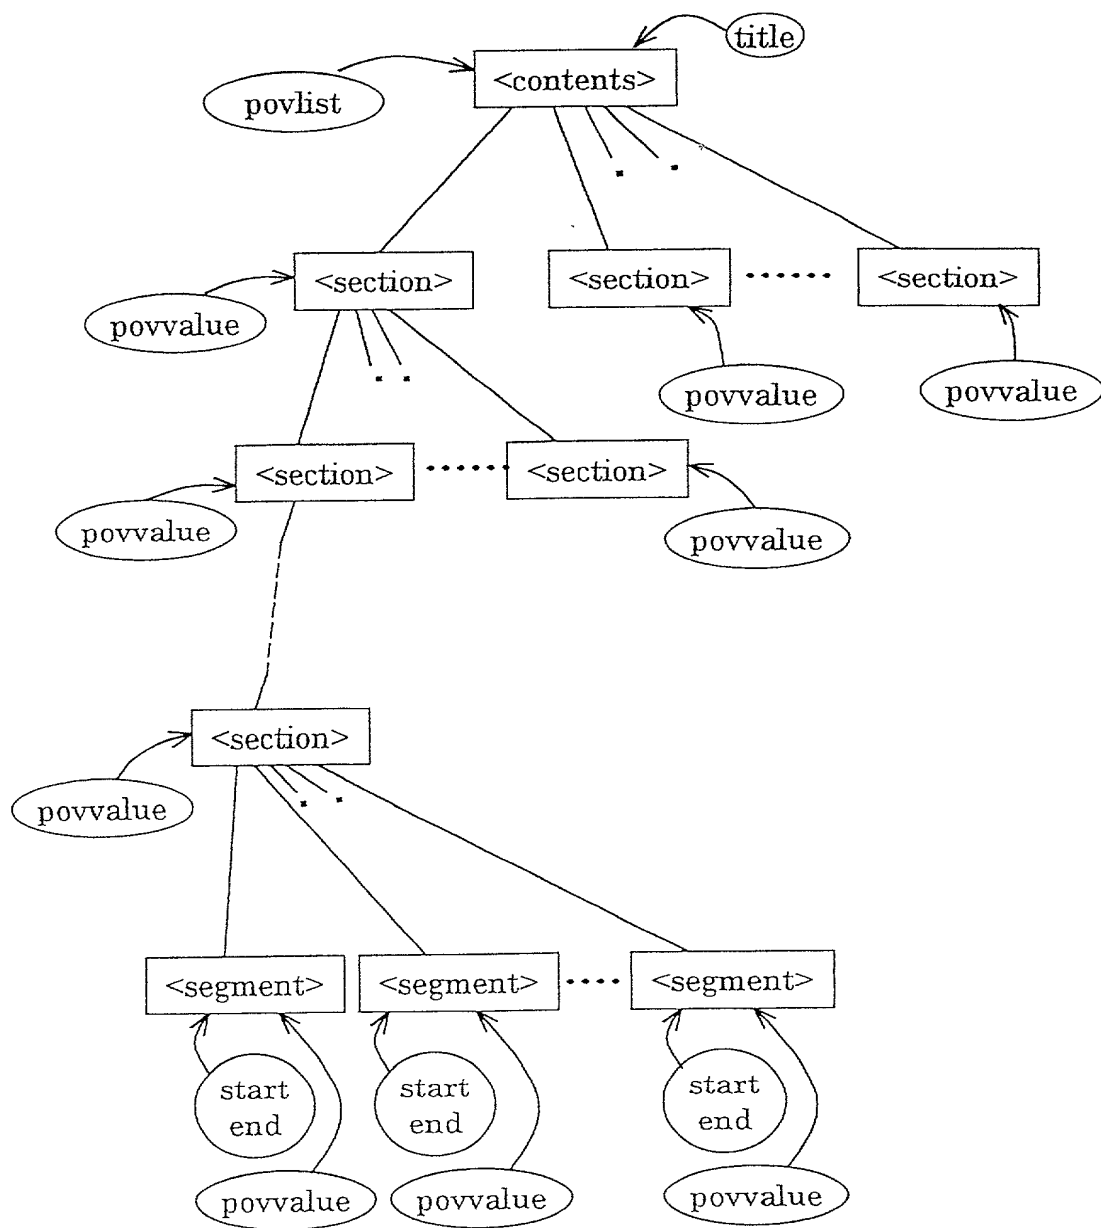 title
<contents>
povlist
<section>
<section>
<section>
povvalue
povvalue
povvalue
<section>
<section>
povvalue
povvalue
<section>
povvalue
<segment>
<segment>
<segment>
start
end
start
end
start
end
povvalue
povvalue
povvalue